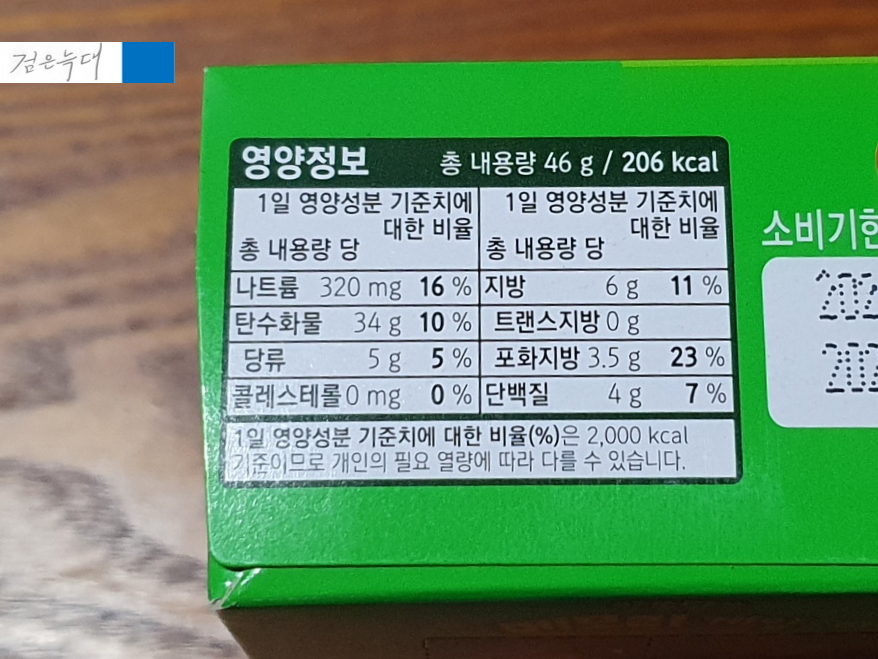 검은늑대
영양정보 총 내용량 46 g / 206 kcal
1일 영양성분 기준치에
대한 비율
총 내용량 당
1일 영양성분 기준치에
대한 비율
총 내용량 당
나트륨 320 mg 16 % 지방 6 g 11 %
탄수화물 34 g 10 % 트랜스지방 0 g
당류 5 g 5 % 포화지방 3.5 g 23 %
콜레스테롤 0 mg 0 % 단백질 4 g 7 %
1일 영양성분 기준치에 대한 비율(%)은 2,000 kcal
기준이므로 개인의 필요 열량에 따라 다를 수 있습니다.
소비기한